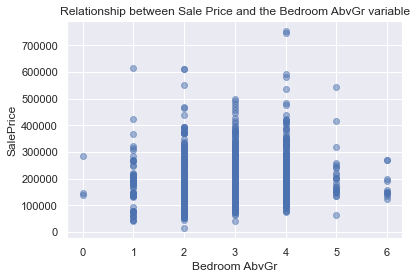 Relationship between Sale Price and the Bedroom AbvGr variable
700000
600000
500000
400000
300000
200000
100000
0
SalePrice
0 1 2 3 4 5 6
Bedroom AbvGr